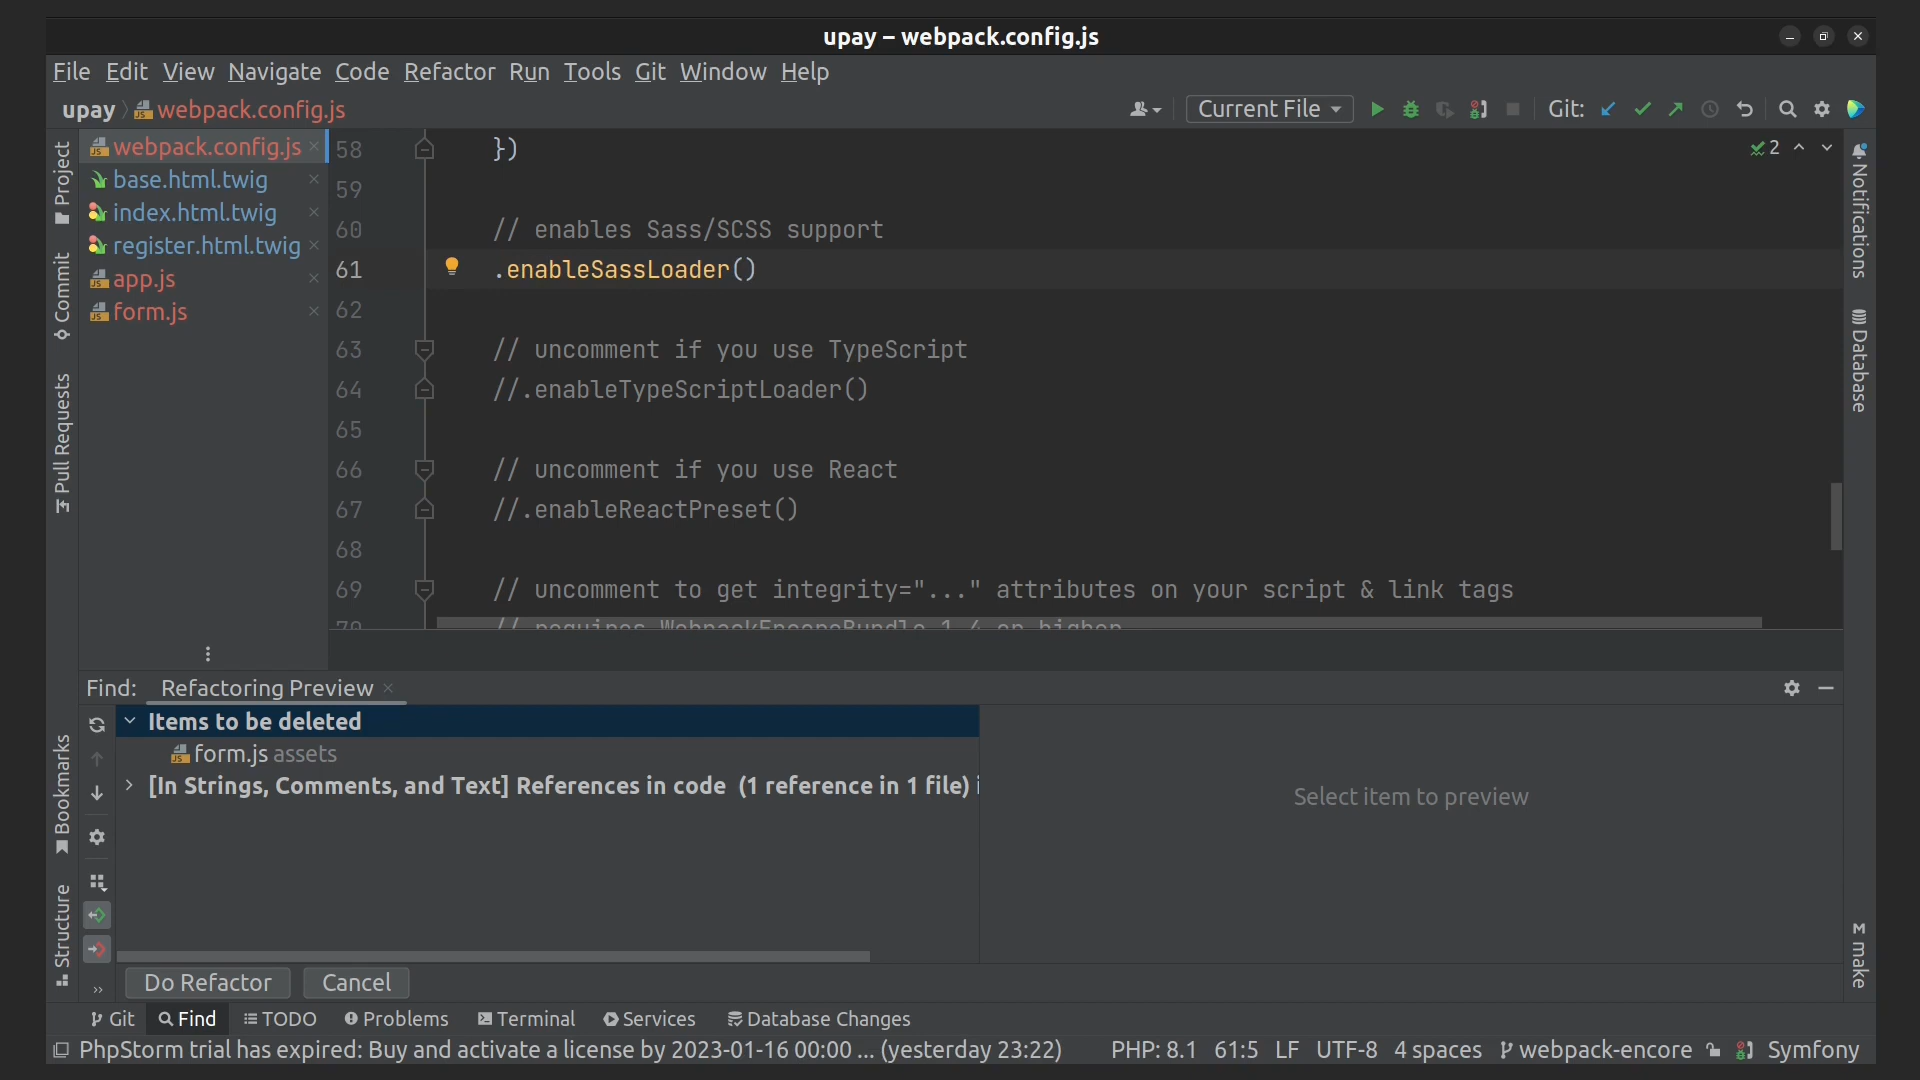 upay – webpack.config.js
File Edit View Navigate Code Refactor Run Tools Git Window Help
upay webpack.config.js
Current File
Git:
Project
Commit
Pull Requests
Bookmarks
Structure
webpack.config.js
base.html.twig
index.html.twig
register.html.twig
app.js
form.js
58 })
59
60 // enables Sass/SCSS support
61 .enableSassLoader()
62
63 // uncomment if you use TypeScript
64 //.enableTypeScriptLoader()
65
66 // uncomment if you use React
67 //.enableReactPreset()
68
69 // uncomment to get integrity="..." attributes on your script & link tags
70 // requires WebpackEncoreBundle 1.4 or higher
2
Notifications
Database
make
Find: Refactoring Preview
Items to be deleted
form.js assets
[In Strings, Comments, and Text] References in code (1 reference in 1 file) i
Select item to preview
Do Refactor Cancel
Git Find TODO Problems Terminal Services Database Changes
PhpStorm trial has expired: Buy and activate a license by 2023-01-16 00:00 ... (yesterday 23:22) PHP: 8.1 61:5 LF UTF-8 4 spaces webpack-encore Symfony